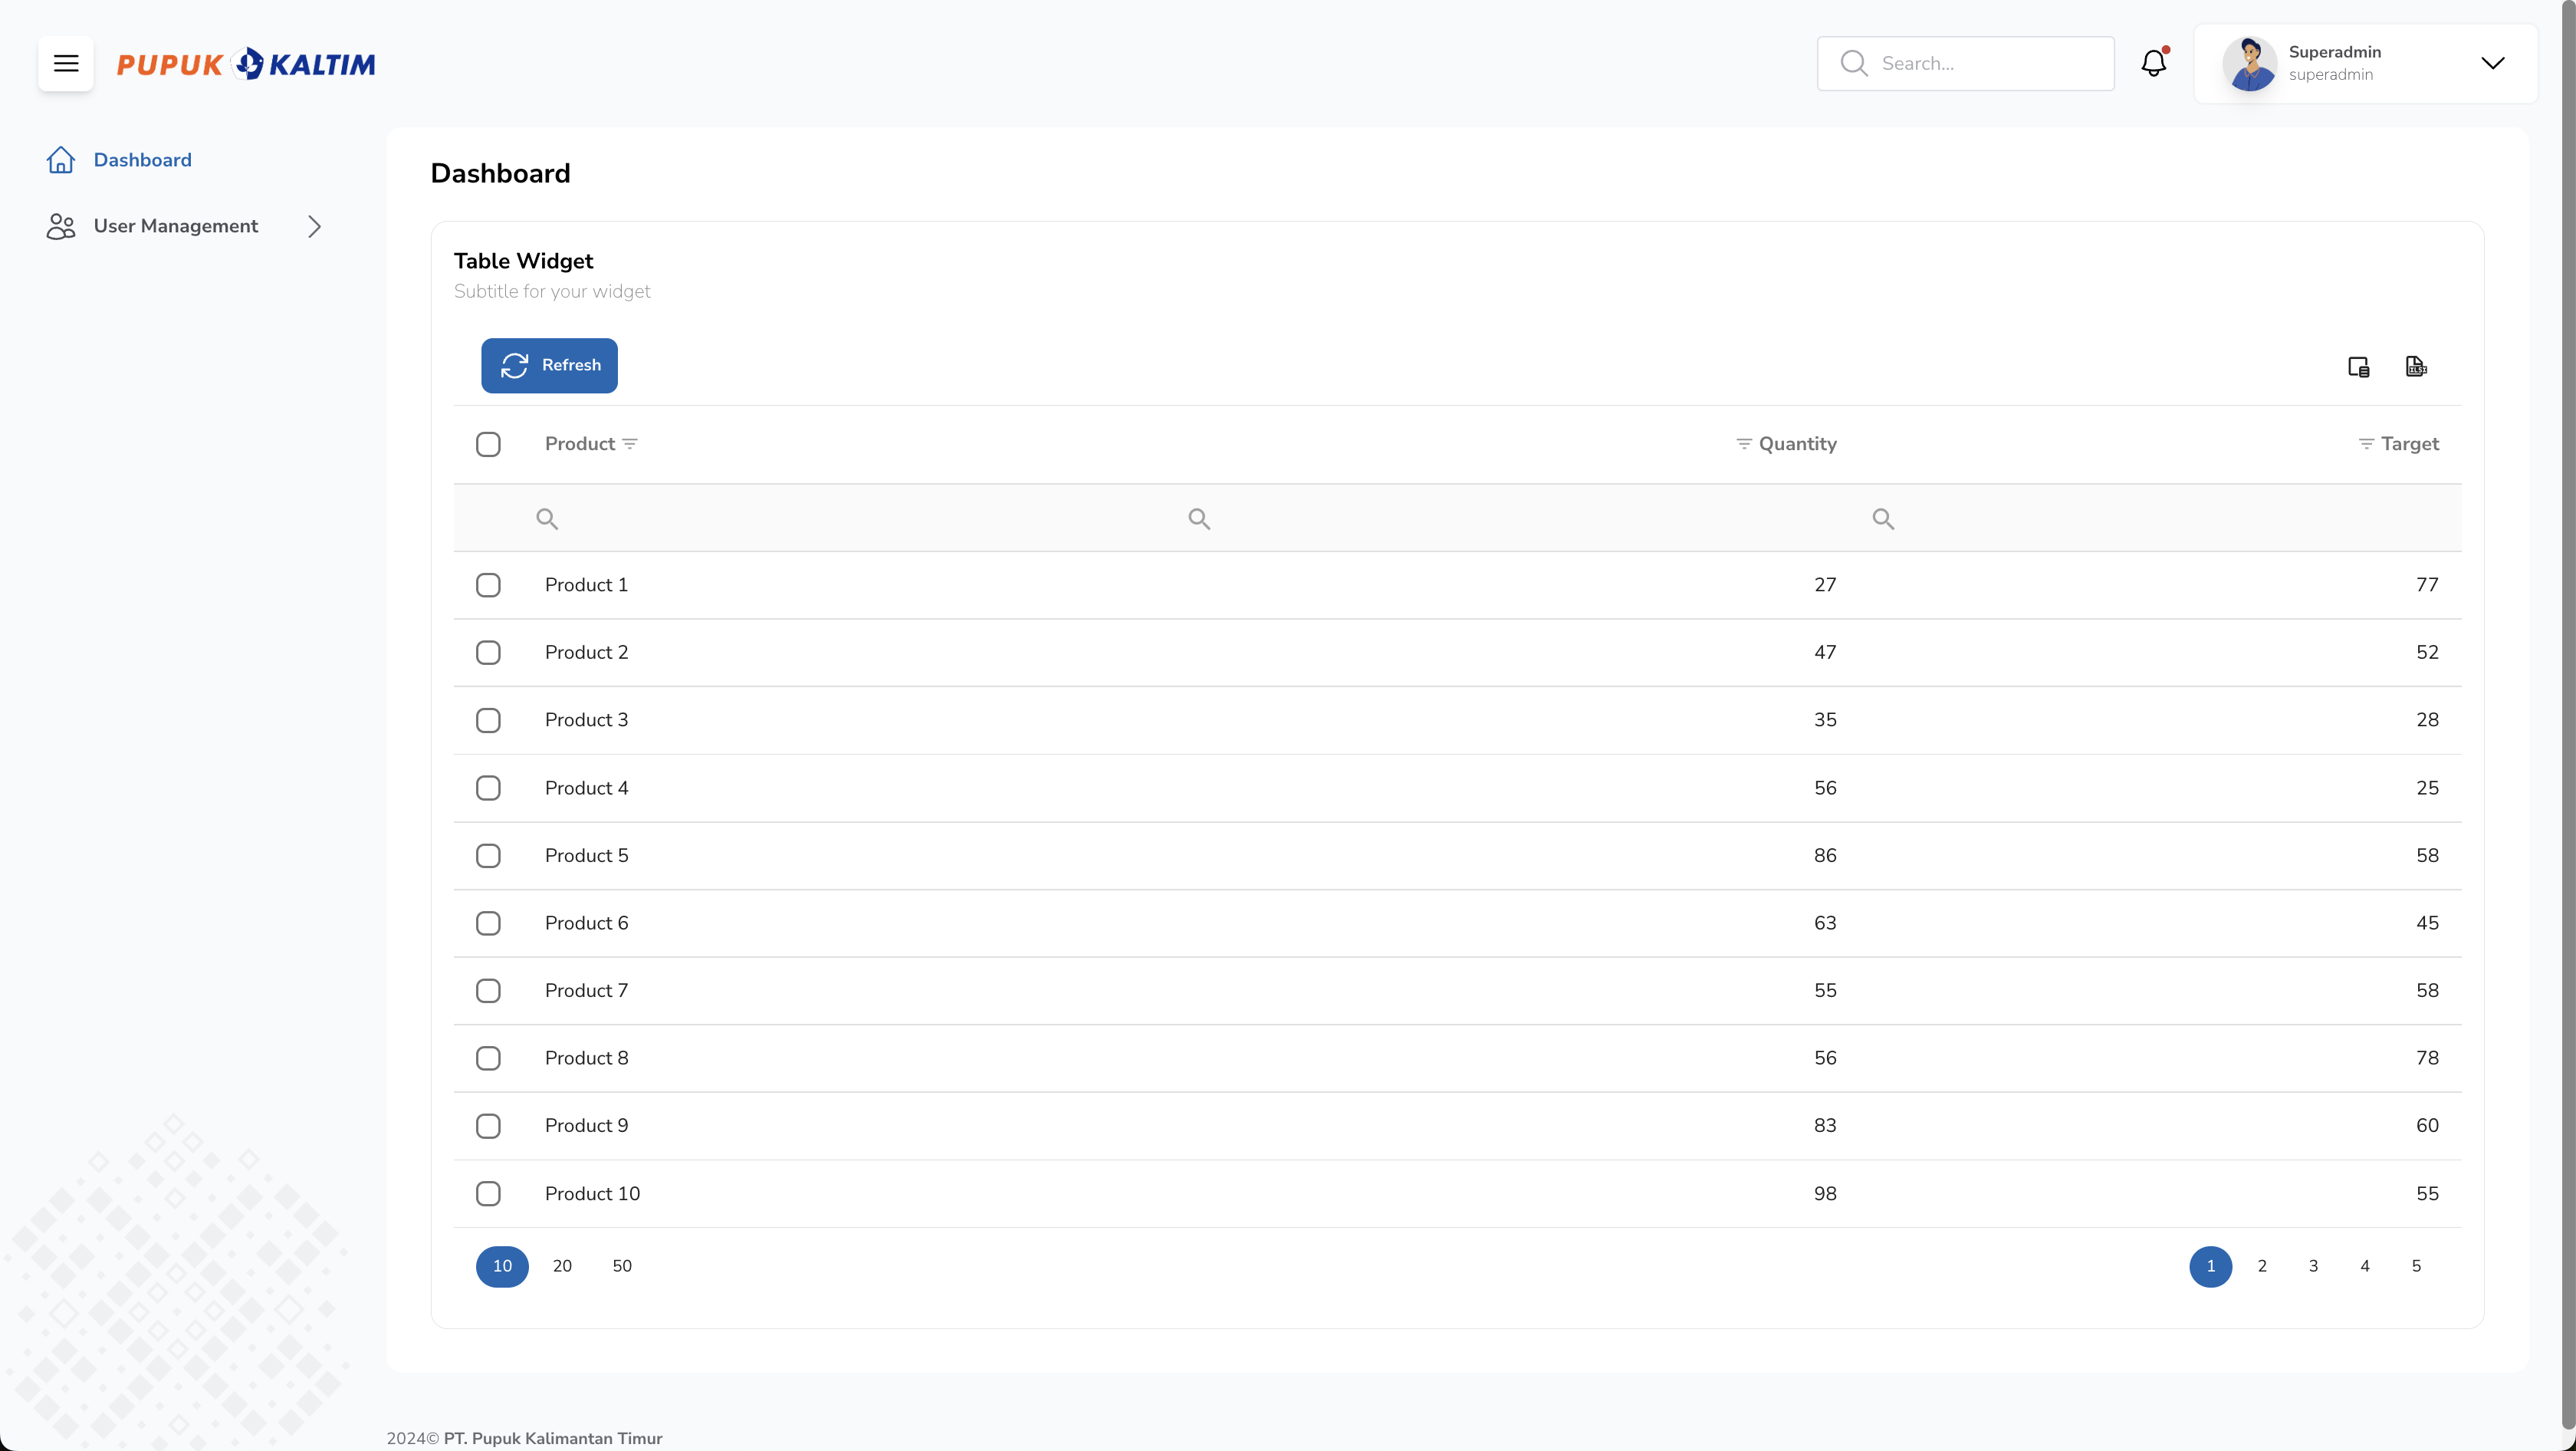 PUPUK KALTIM
Search...
Superadmin
superadmin
Dashboard
User Management
Dashboard
Table Widget
Subtitle for your widget
Refresh
XLSX
Product Quantity Target
Product 1 27 77
Product 2 47 52
Product 3 35 28
Product 4 56 25
Product 5 86 58
Product 6 63 45
Product 7 55 58
Product 8 56 78
Product 9 83 60
Product 10 98 55
10 20 50 1 2 3 4 5
2024© PT. Pupuk Kalimantan Timur